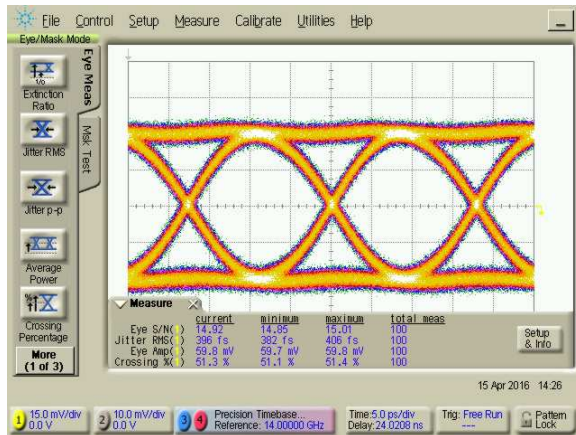 File Control Setup Measure Calibrate Utilities Help
Eye/Mask Mode
Eye Meas
Msk Test
Extinction
Ratio
Jitter RMS
Jitter p-p
Average
Power
Crossing
Percentage
More
(1 of 3)
Measure
current minimum maximum total meas
Eye S/N(1) 14.92 14.85 15.01 100
Jitter RMS(1) 396 fs 382 fs 406 fs 100
Eye Amp(1) 59.8 mV 59.7 mV 59.8 mV 100
Crossing %(1) 51.3 % 51.1 % 51.4 % 100
Setup
& Info
15 Apr 2016 14:26
1 15.0 mV/div
0.0 V
2 10.0 mV/div
0.0 V
3 4 Precision Timebase...
Reference: 14.00000 GHz
Time:5.0 ps/div
Delay:24.0208 ns
Trig: Free Run
----
Pattern
Lock